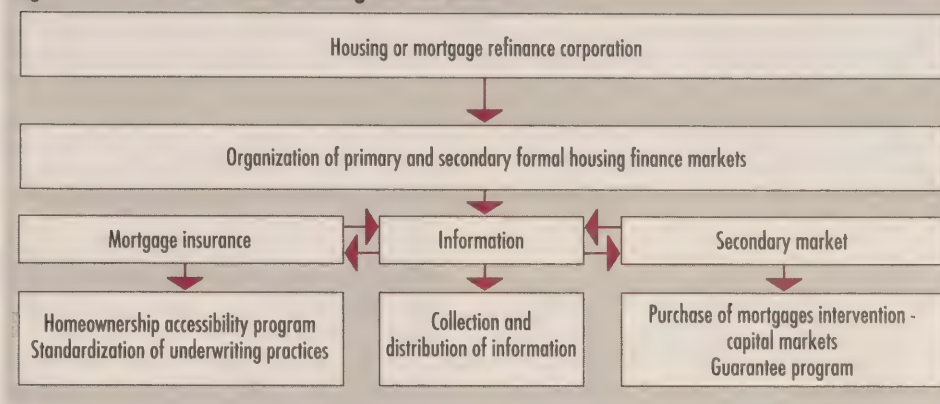 Housing or mortgage refinance corporation
Organization of primary and secondary formal housing finance markets
Mortgage insurance
Information
Secondary market
Homeownership accessibility program
Standardization of underwriting practices
Collection and
distribution of information
Purchase of mortgages intervention -
capital markets
Guarantee program